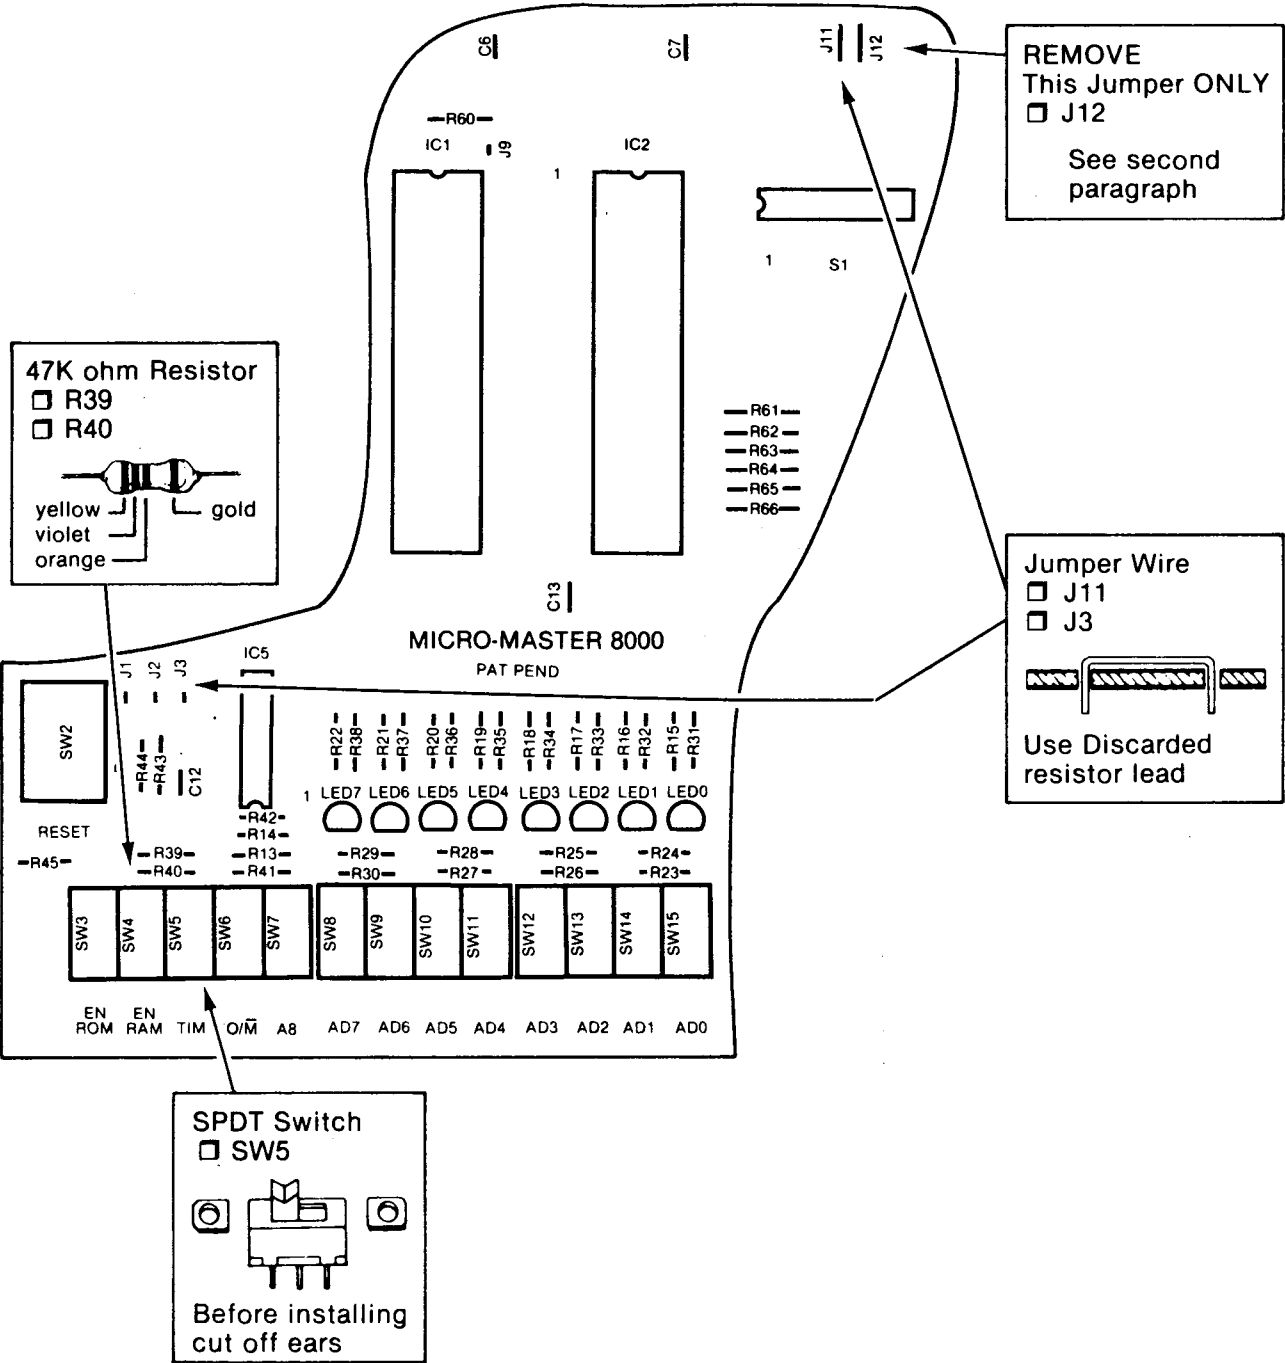 C6
C7
J11
J12
REMOVE
This Jumper ONLY
J12
See second
paragraph
R60
IC1
J9
IC2
1
1
S1
47K ohm Resistor
R39
R40
yellow
violet
orange
gold
R61
R62
R63
R64
R65
R66
Jumper Wire
J11
J3
Use Discarded
resistor lead
C13
MICRO-MASTER 8000
PAT PEND
J1
J2
J3
IC5
SW2
R44
R43
C12
R22
R38
R21
R37
R20
R36
R19
R35
R18
R34
R17
R33
R16
R32
R15
R31
1
LED7 LED6 LED5 LED4 LED3 LED2 LED1 LED0
RESET
R45
R42
R14
R39 R13 R29 R28 R25 R24
R40 R41 R30 R27 R26 R23
SW3
SW4
SW5
SW6
SW7
SW8
SW9
SW10
SW11
SW12
SW13
SW14
SW15
EN
ROM
EN
RAM
TIM O/M̅ A8 AD7 AD6 AD5 AD4 AD3 AD2 AD1 AD0
SPDT Switch
SW5
Before installing
cut off ears